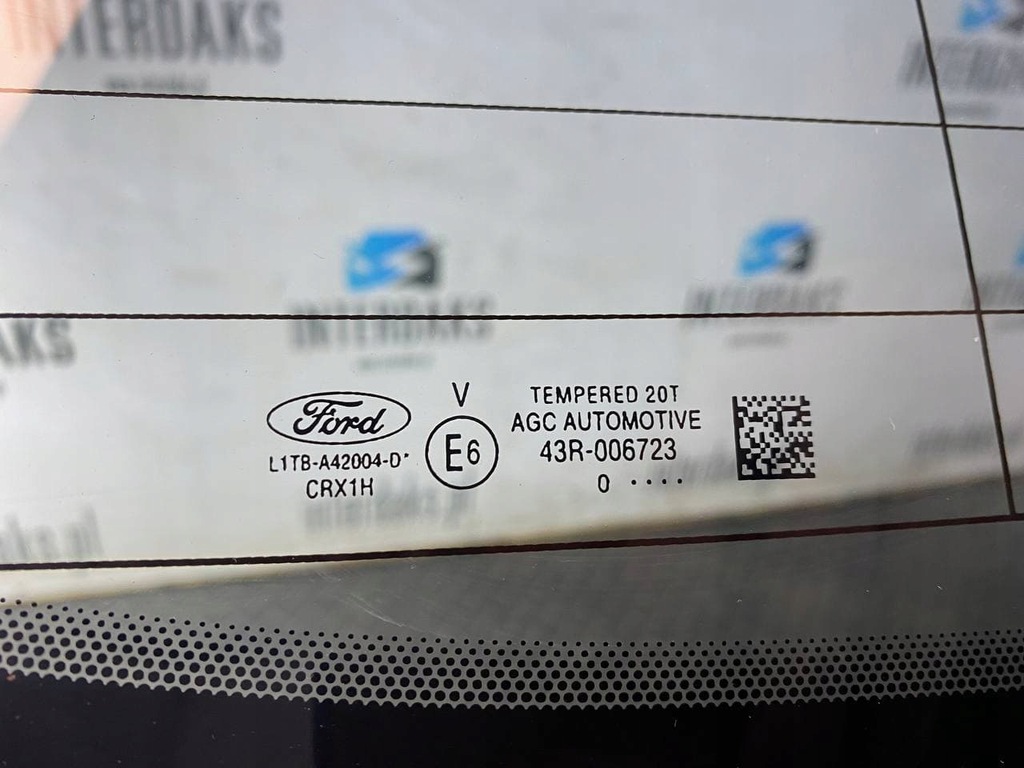 INTERDAKS
INTERDAKS
INTERDAKS
Ford
L1TB-A42004-D*
CRX1H
V
E6
TEMPERED 20T
AGC AUTOMOTIVE
43R-006723
0 ····